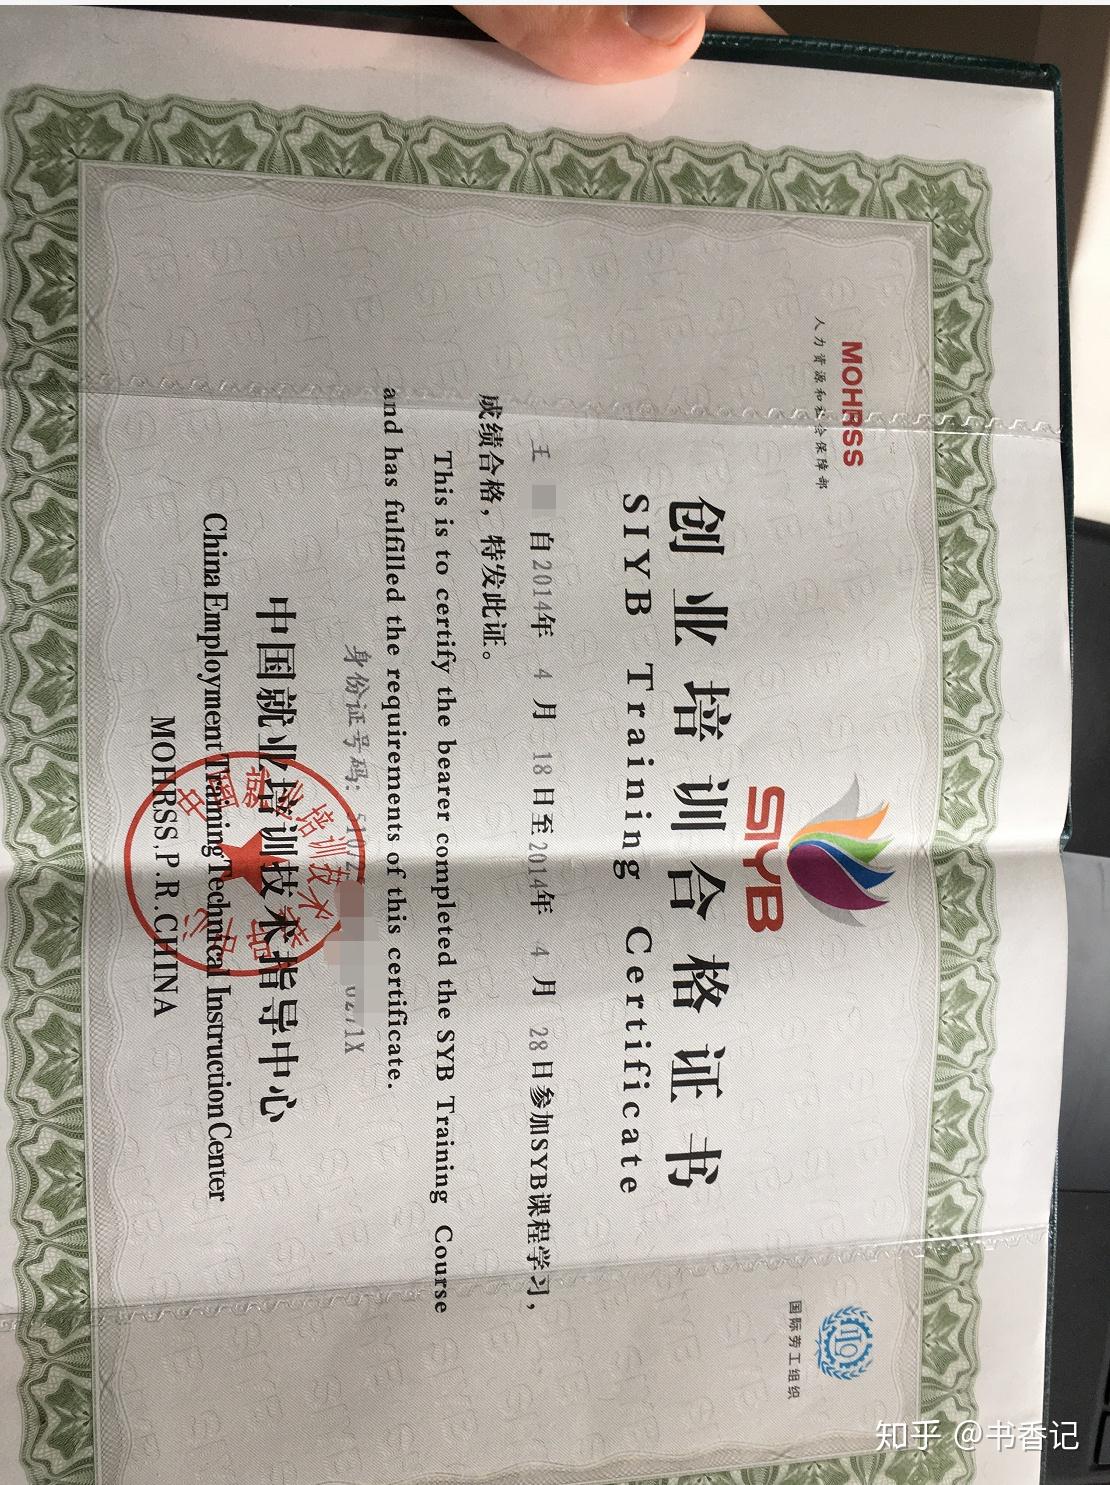 MOHRSS
人力资源和社会保障部
SIYB
国际劳工组织
创业培训合格证书
SIYB Training Certificate
王 自2014年 4 月 18日至2014年 4 月 28日参加SYB课程学习，
成绩合格，特发此证。
This is to certify the bearer completed the SYB Training Course
and has fulfilled the requirements of this certificate.
身份证号码:
中国就业培训技术指导中心
China Employment Training Technical Instruction Center
MOHRSS,P.R.CHINA
知乎 @书香记